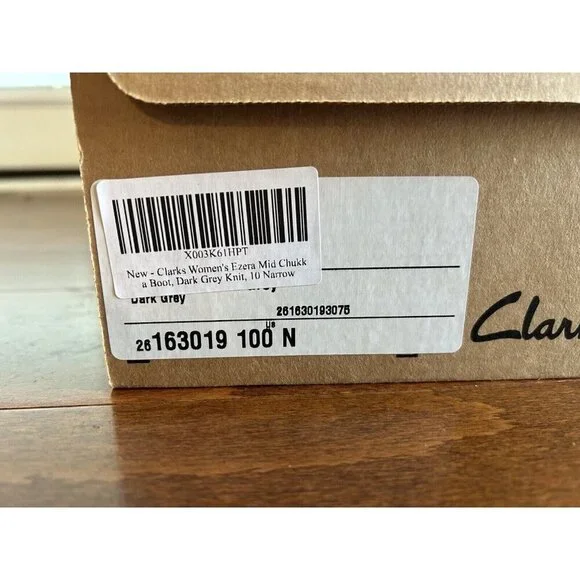 X003K61HPT
New - Clarks Women's Ezera Mid Chukk
a Boot, Dark Grey Knit, 10 Narrow
Dark Grey
261630193075
US
26163019 100 N
Clarks